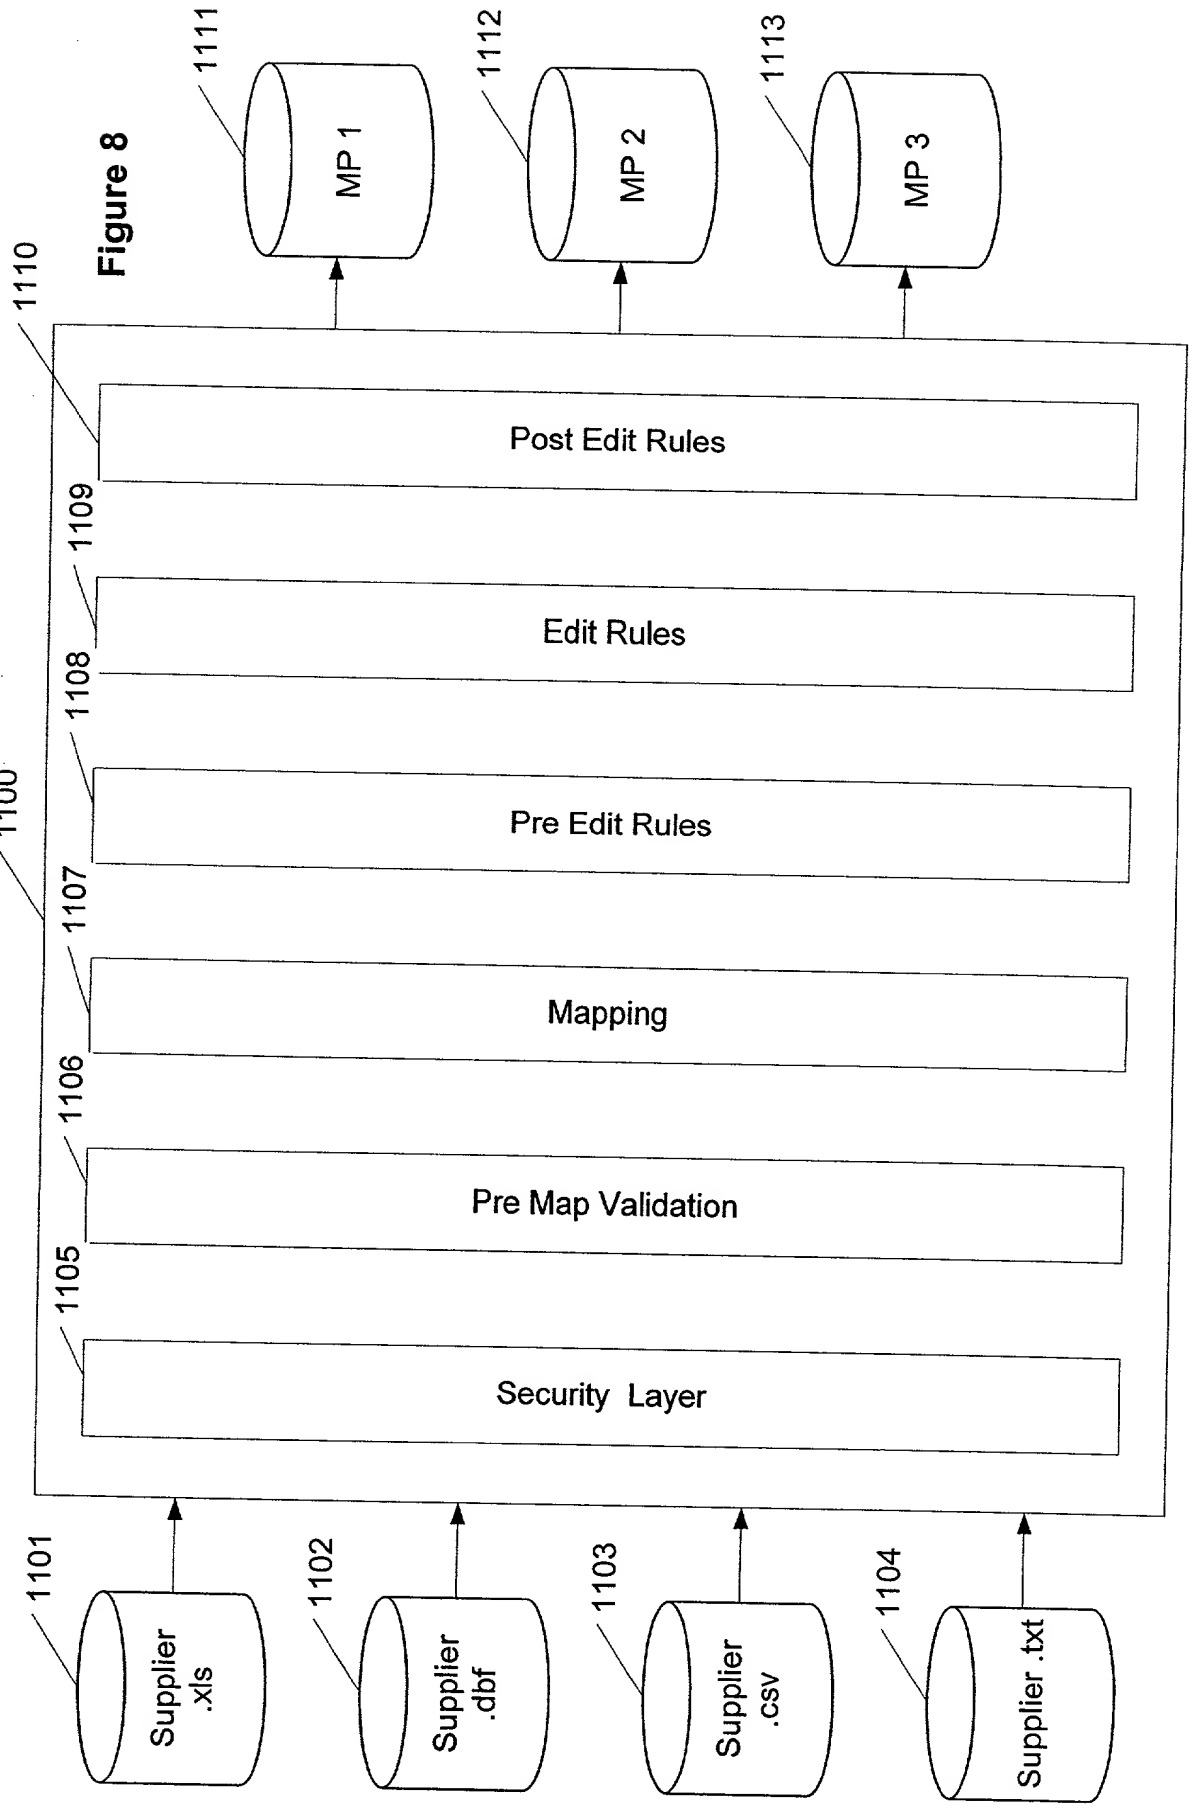 1100
Figure 8
1101
Supplier
.xls
1102
Supplier
.dbf
1103
Supplier
.csv
1104
Supplier .txt
1105
Security Layer
1106
Pre Map Validation
1107
Mapping
1108
Pre Edit Rules
1109
Edit Rules
1110
Post Edit Rules
1111
MP 1
1112
MP 2
1113
MP 3